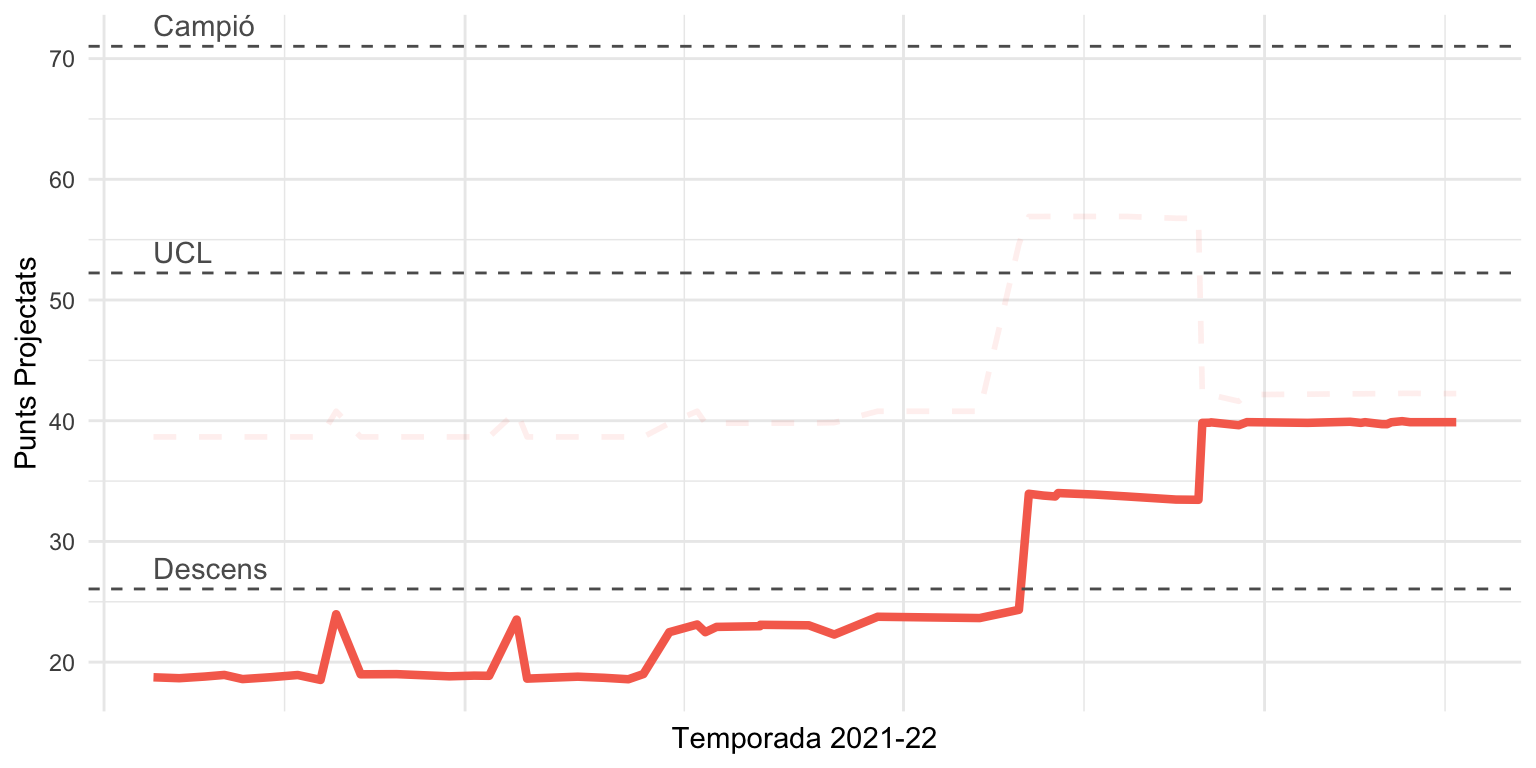 Campió
70
60
UCL
50
Punts Projectats
40
30
Descens
20
Temporada 2021-22